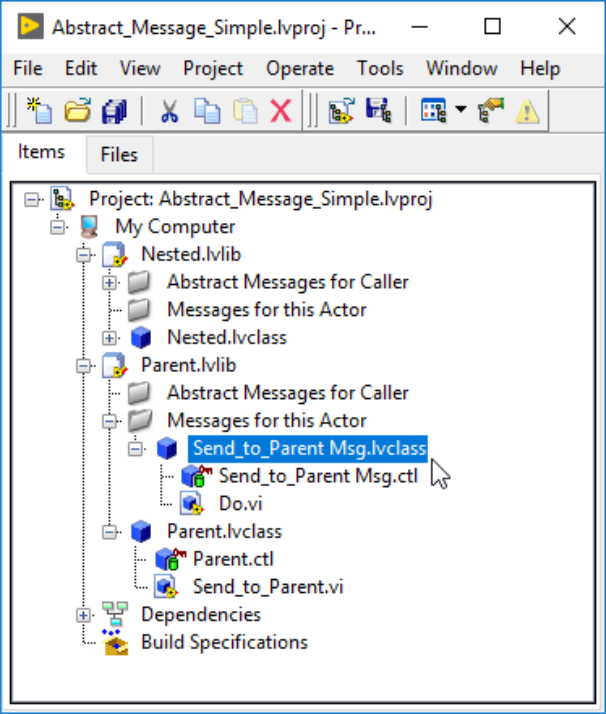 Abstract_Message_Simple.lvproj - Pr...
File Edit View Project Operate Tools Window Help
Items Files
Project: Abstract_Message_Simple.lvproj
My Computer
Nested.lvlib
Abstract Messages for Caller
Messages for this Actor
Nested.lvclass
Parent.lvlib
Abstract Messages for Caller
Messages for this Actor
Send_to_Parent Msg.lvclass
Send_to_Parent Msg.ctl
Do.vi
Parent.lvclass
Parent.ctl
Send_to_Parent.vi
Dependencies
Build Specifications